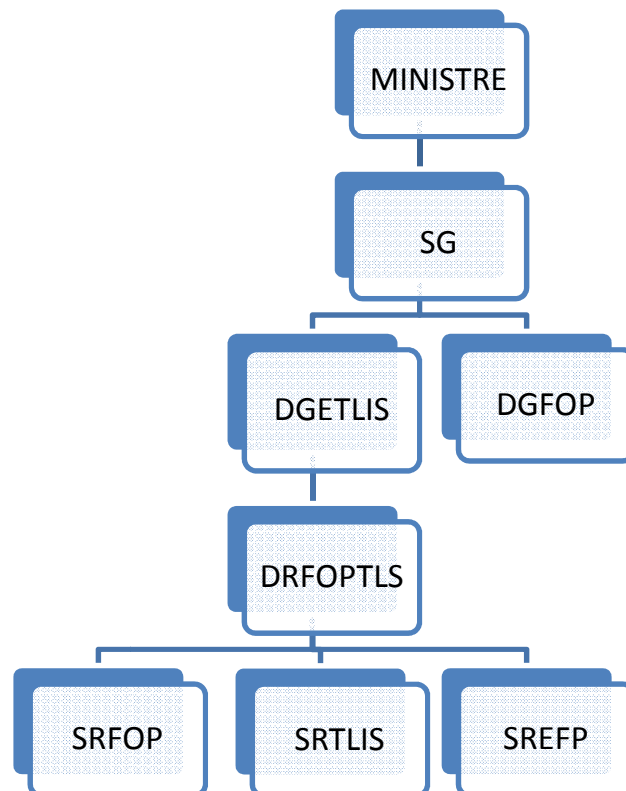 MINISTRE
SG
DGETLIS
DGFOP
DRFOPTLS
SRFOP
SRTLIS
SREFP